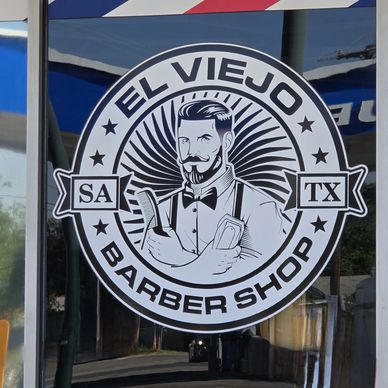 EL VIEJO
SA
TX
BARBER SHOP